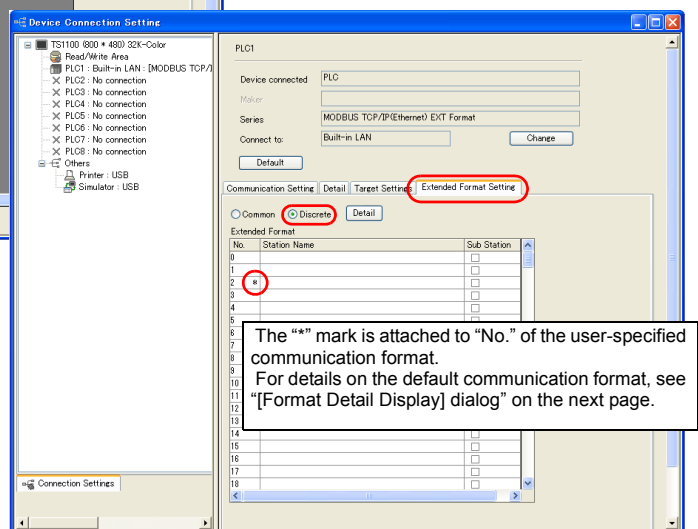 Device Connection Setting
TS1100 (800 * 480) 32K-Color
Read/Write Area
PLC1 : Built-in LAN : [MODBUS TCP/I
PLC2 : No connection
PLC3 : No connection
PLC4 : No connection
PLC5 : No connection
PLC6 : No connection
PLC7 : No connection
PLC8 : No connection
Others
Printer : USB
Simulator : USB
Connection Settings
PLC1
Device connected PLC
Maker
Series MODBUS TCP/IP(Ethernet) EXT Format
Connect to: Built-in LAN Change
Default
Communication Setting Detail Target Settings Extended Format Setting
Common Discrete Detail
Extended Format
No. Station Name Sub Station
0
1
2 *
3
4
5
6
7
8
9
10
11
12
13
14
15
16
17
18
The “*” mark is attached to “No.” of the user-specified
communication format.
For details on the default communication format, see
“[Format Detail Display] dialog” on the next page.